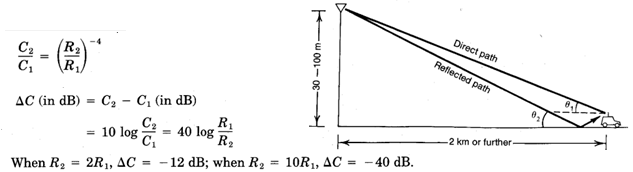 C₂/C₁ = (R₂/R₁)⁻⁴
ΔC (in dB) = C₂ − C₁ (in dB)
= 10 log C₂/C₁ = 40 log R₁/R₂
When R₂ = 2R₁, ΔC = −12 dB; when R₂ = 10R₁, ΔC = −40 dB.
30 – 100 m
Direct path
Reflected path
θ₁
θ₂
2 km or further